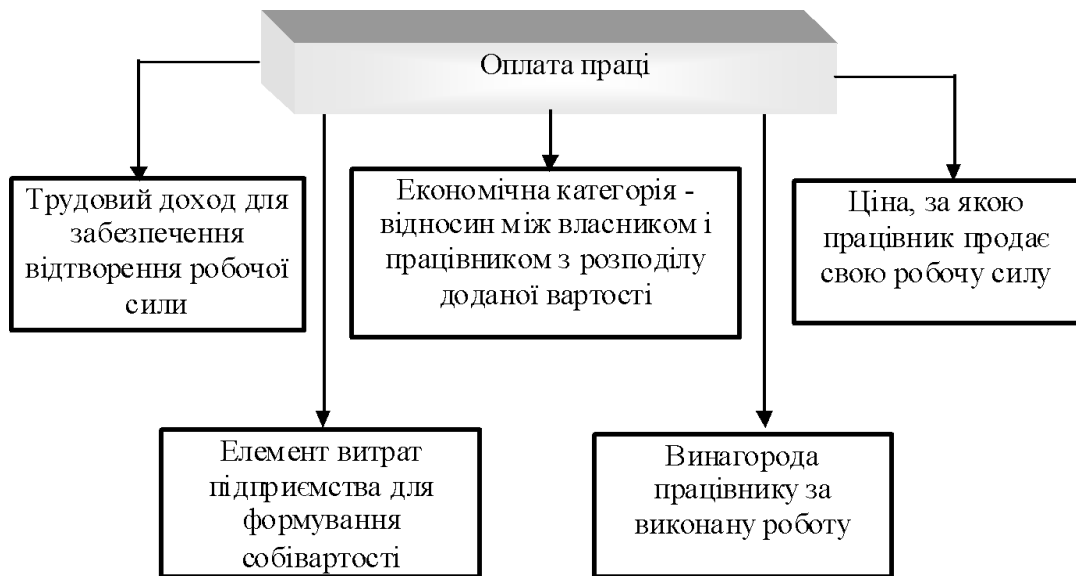 Оплата праці
Трудовий доход для
забезпечення
відтворення робочої
сили
Економічна категорія -
відносин між власником і
працівником з розподілу
доданої вартості
Ціна, за якою
працівник продає
свою робочу силу
Елемент витрат
підприємства для
формування
собівартості
Винагорода
працівнику за
виконану роботу